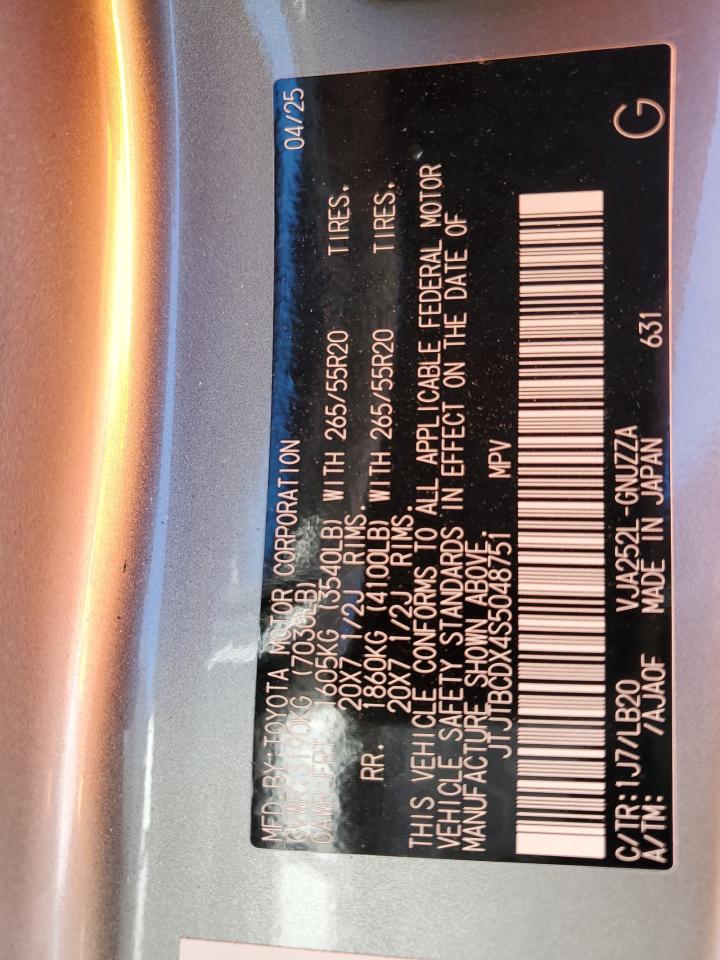 MFD.BY:TOYOTA MOTOR CORPORATION 04/25
GVWR:3190KG (7030LB)
GAWR:FRT. 1605KG (3540LB) WITH 265/55R20 TIRES.
20X7 1/2J RIMS.
RR. 1860KG (4100LB) WITH 265/55R20 TIRES.
20X7 1/2J RIMS.
THIS VEHICLE CONFORMS TO ALL APPLICABLE FEDERAL MOTOR
VEHICLE SAFETY STANDARDS IN EFFECT ON THE DATE OF
MANUFACTURE SHOWN ABOVE.
JTJTBCDX4S5048751 MPV
C/TR:1J7/LB20 VJA252L-GNUZZA
A/TM: /AJA0F MADE IN JAPAN 631 G